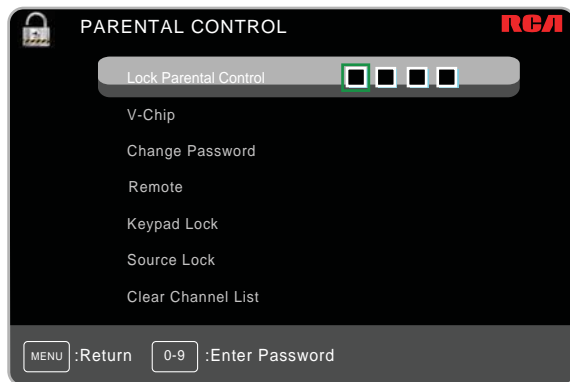 PARENTAL CONTROL
RCA
Lock Parental Control
V-Chip
Change Password
Remote
Keypad Lock
Source Lock
Clear Channel List
MENU :Return 0-9 :Enter Password